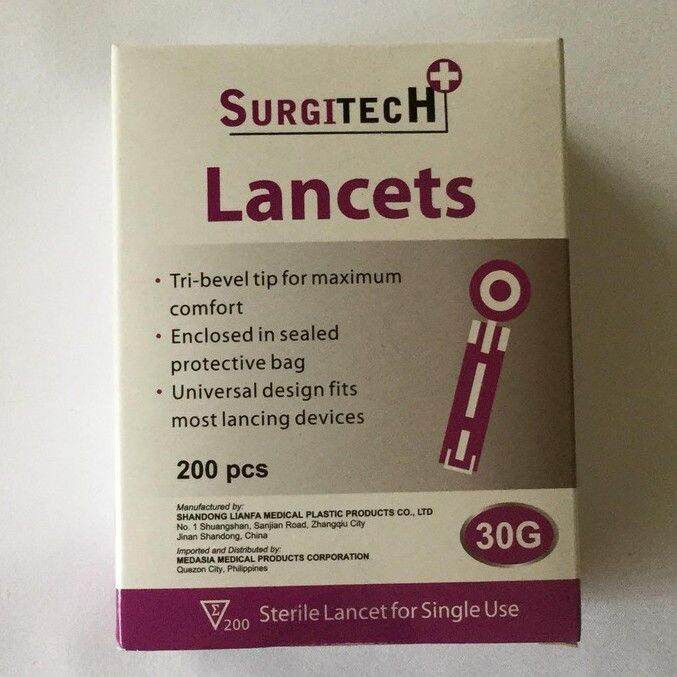 SURGITECH
Lancets
• Tri-bevel tip for maximum
comfort
• Enclosed in sealed
protective bag
• Universal design fits
most lancing devices
200 pcs
Manufactured by:
SHANDONG LIANFA MEDICAL PLASTIC PRODUCTS CO., LTD
No. 1 Shuangshan, Sanjian Road, Zhangqiu City
Jinan Shandong, China
Imported and Distributed by:
MEDASIA MEDICAL PRODUCTS CORPORATION
Quezon City, Philippines
30G
Σ 200 Sterile Lancet for Single Use